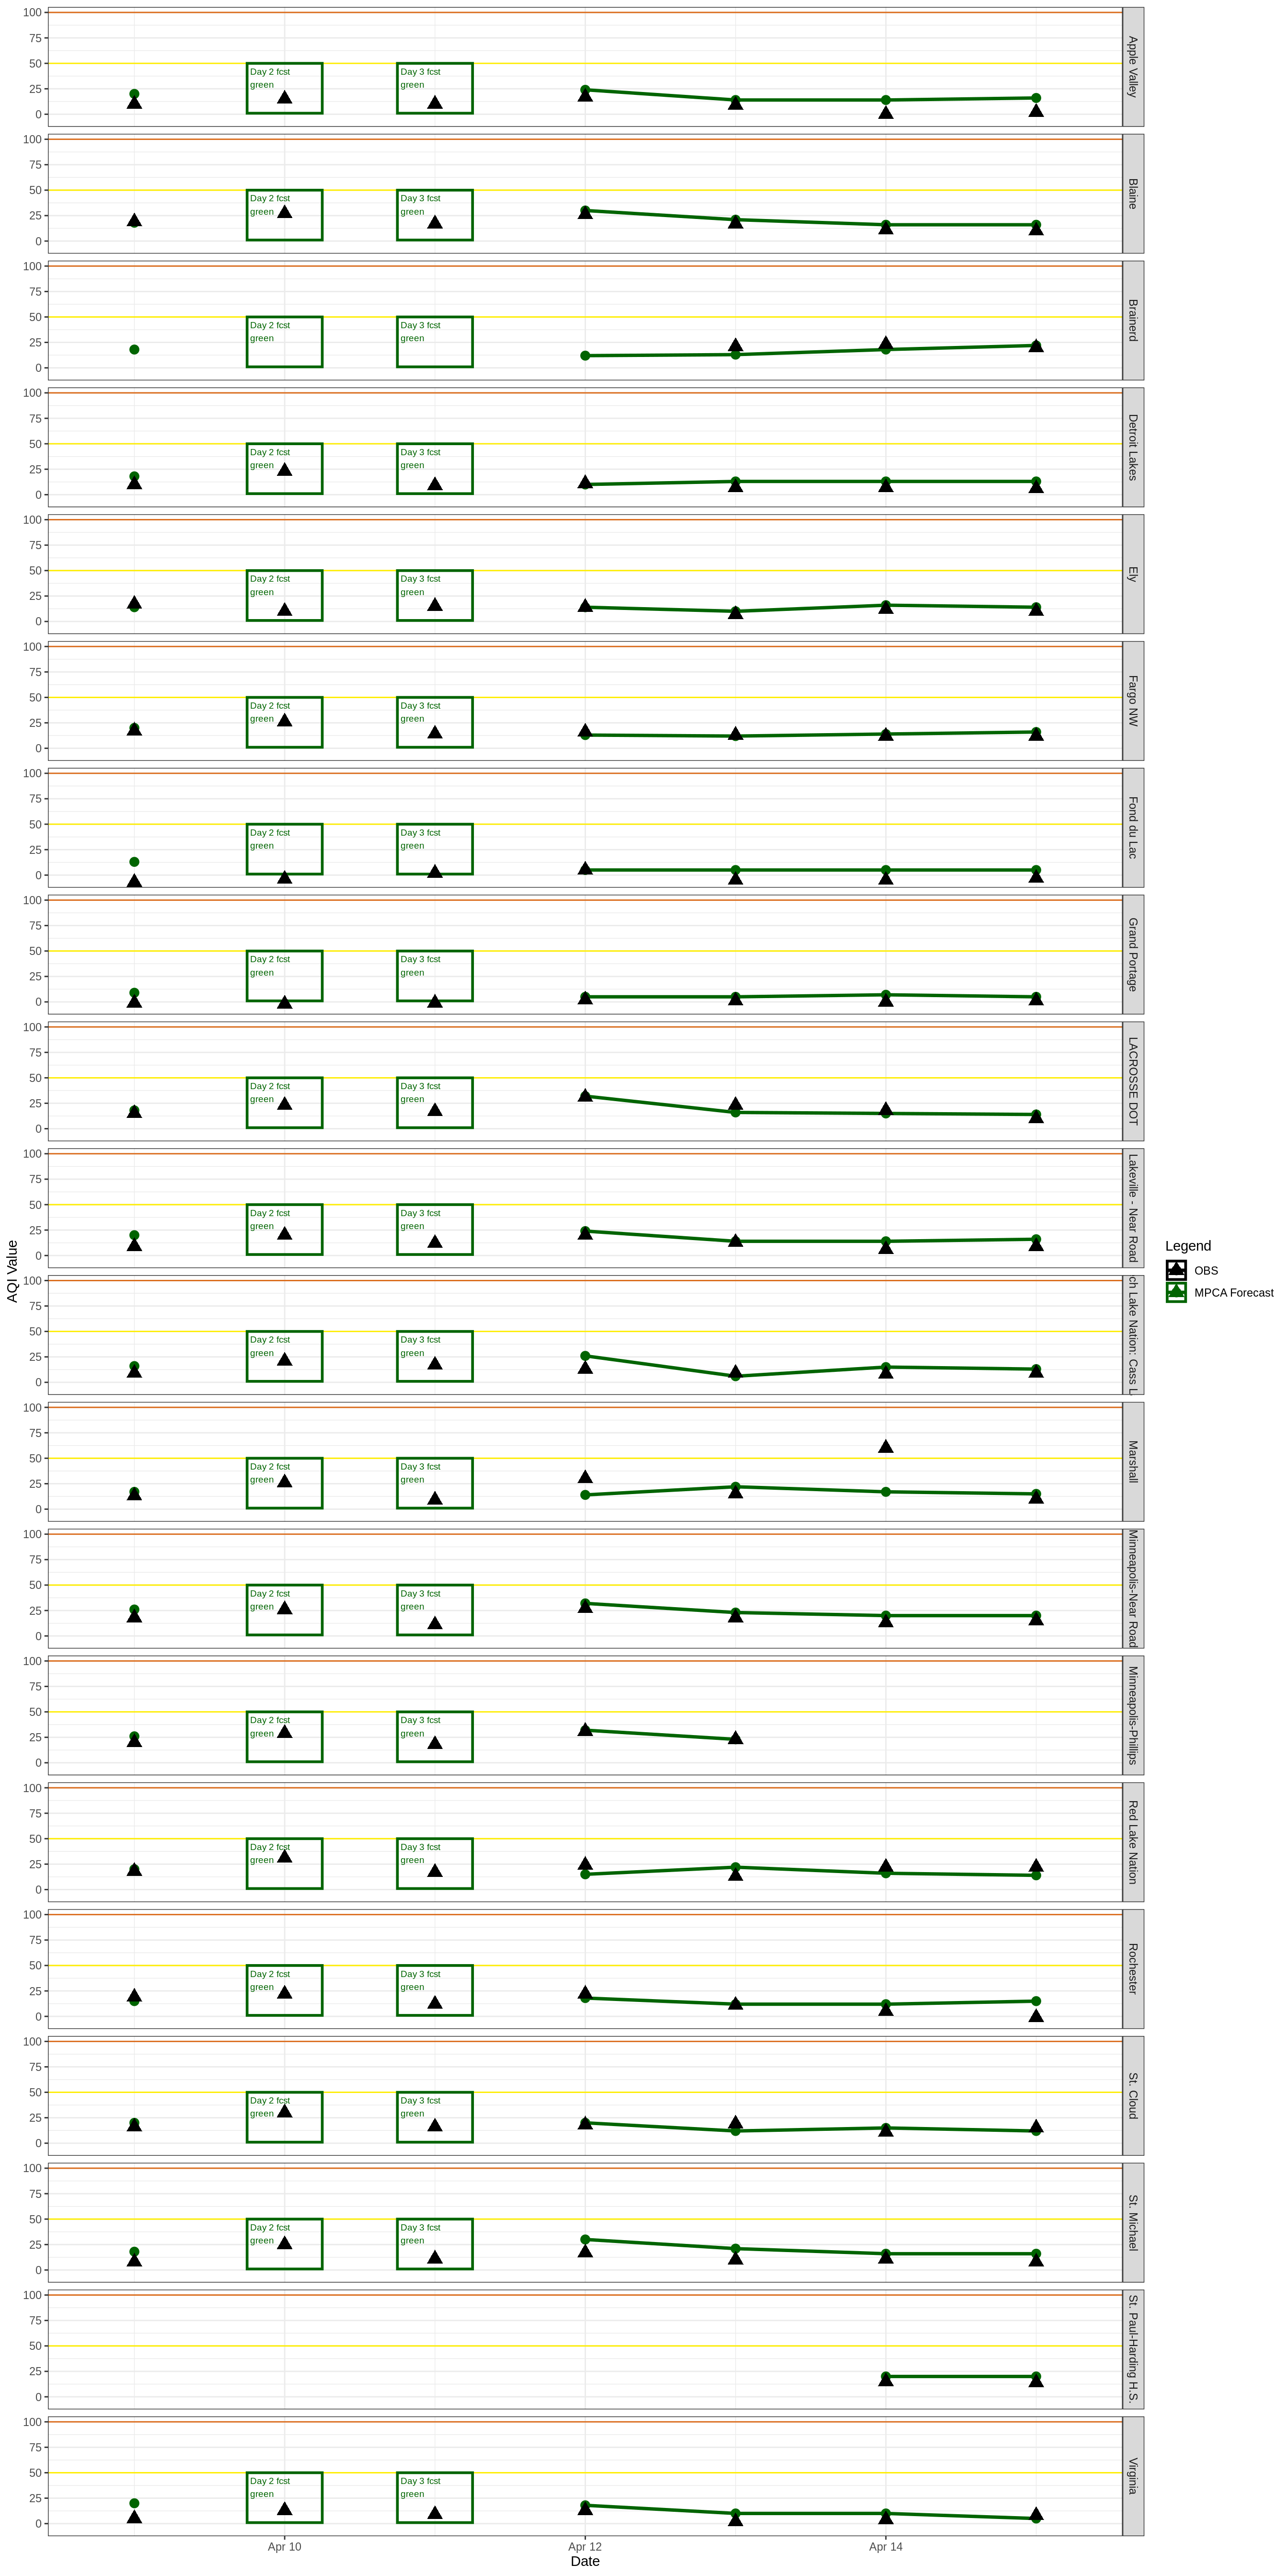 100
75
50
25
0
Day 2 fcst
green
Day 3 fcst
green
Apple Valley
100
75
50
25
0
Day 2 fcst
green
Day 3 fcst
green
Blaine
100
75
50
25
0
Day 2 fcst
green
Day 3 fcst
green
Brainerd
100
75
50
25
0
Day 2 fcst
green
Day 3 fcst
green
Detroit Lakes
100
75
50
25
0
Day 2 fcst
green
Day 3 fcst
green
Ely
100
75
50
25
0
Day 2 fcst
green
Day 3 fcst
green
Fargo NW
100
75
50
25
0
Day 2 fcst
green
Day 3 fcst
green
Fond du Lac
100
75
50
25
0
Day 2 fcst
green
Day 3 fcst
green
Grand Portage
100
75
50
25
0
Day 2 fcst
green
Day 3 fcst
green
LACROSSE DOT
100
75
50
25
0
Day 2 fcst
green
Day 3 fcst
green
Lakeville - Near Road
AQI Value
100
75
50
25
0
Day 2 fcst
green
Day 3 fcst
green
ch Lake Nation: Cass L
Legend
OBS
MPCA Forecast
100
75
50
25
0
Day 2 fcst
green
Day 3 fcst
green
Marshall
100
75
50
25
0
Day 2 fcst
green
Day 3 fcst
green
Minneapolis-Near Road
100
75
50
25
0
Day 2 fcst
green
Day 3 fcst
green
Minneapolis-Phillips
100
75
50
25
0
Day 2 fcst
green
Day 3 fcst
green
Red Lake Nation
100
75
50
25
0
Day 2 fcst
green
Day 3 fcst
green
Rochester
100
75
50
25
0
Day 2 fcst
green
Day 3 fcst
green
St. Cloud
100
75
50
25
0
Day 2 fcst
green
Day 3 fcst
green
St. Michael
100
75
50
25
0
St. Paul-Harding H.S.
100
75
50
25
0
Day 2 fcst
green
Day 3 fcst
green
Virginia
Apr 10
Apr 12
Apr 14
Date